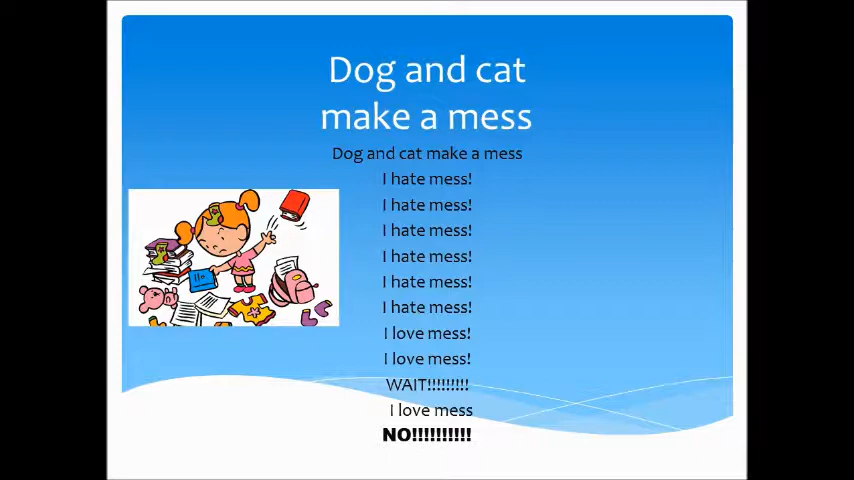 Dog and cat
make a mess
Dog and cat make a mess
I hate mess!
I hate mess!
I hate mess!
I hate mess!
I hate mess!
I hate mess!
I love mess!
I love mess!
WAIT!!!!!!!!!
I love mess
NO!!!!!!!!!!